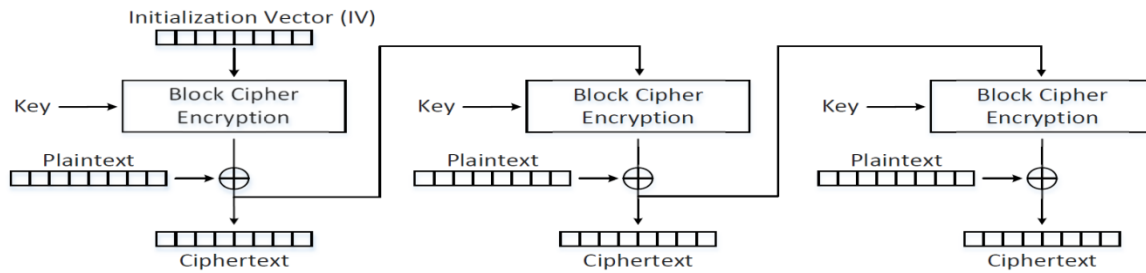 Initialization Vector (IV)
Key
Block Cipher
Encryption
Key
Block Cipher
Encryption
Key
Block Cipher
Encryption
Plaintext
Plaintext
Plaintext
Ciphertext
Ciphertext
Ciphertext